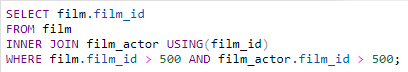 SELECT film.film_id
FROM film
INNER JOIN film_actor USING(film_id)
WHERE film.film_id > 500 AND film_actor.film_id > 500;